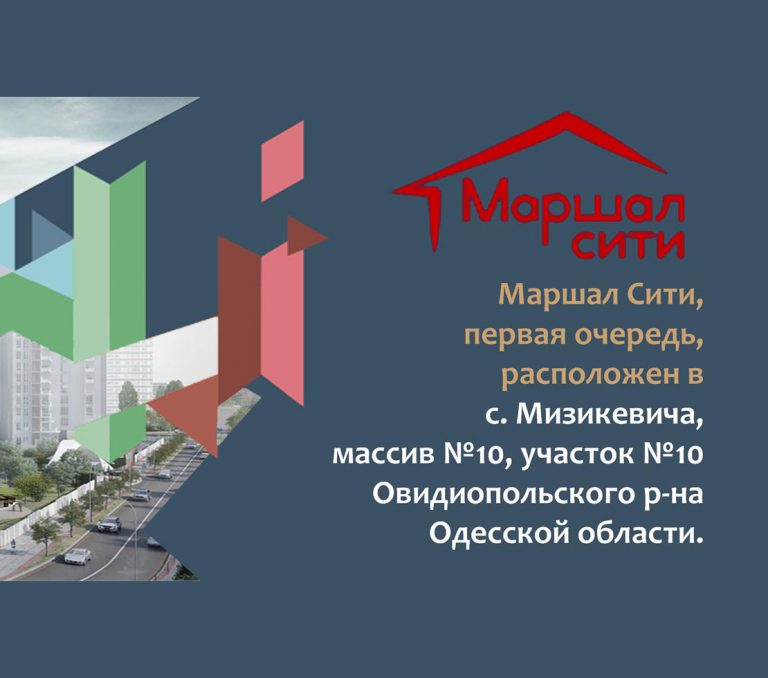 Маршал
сити
Маршал Сити,
первая очередь,
расположен в
с. Мизикевича,
массив №10, участок №10
Овидиопольского р-на
Одесской области.